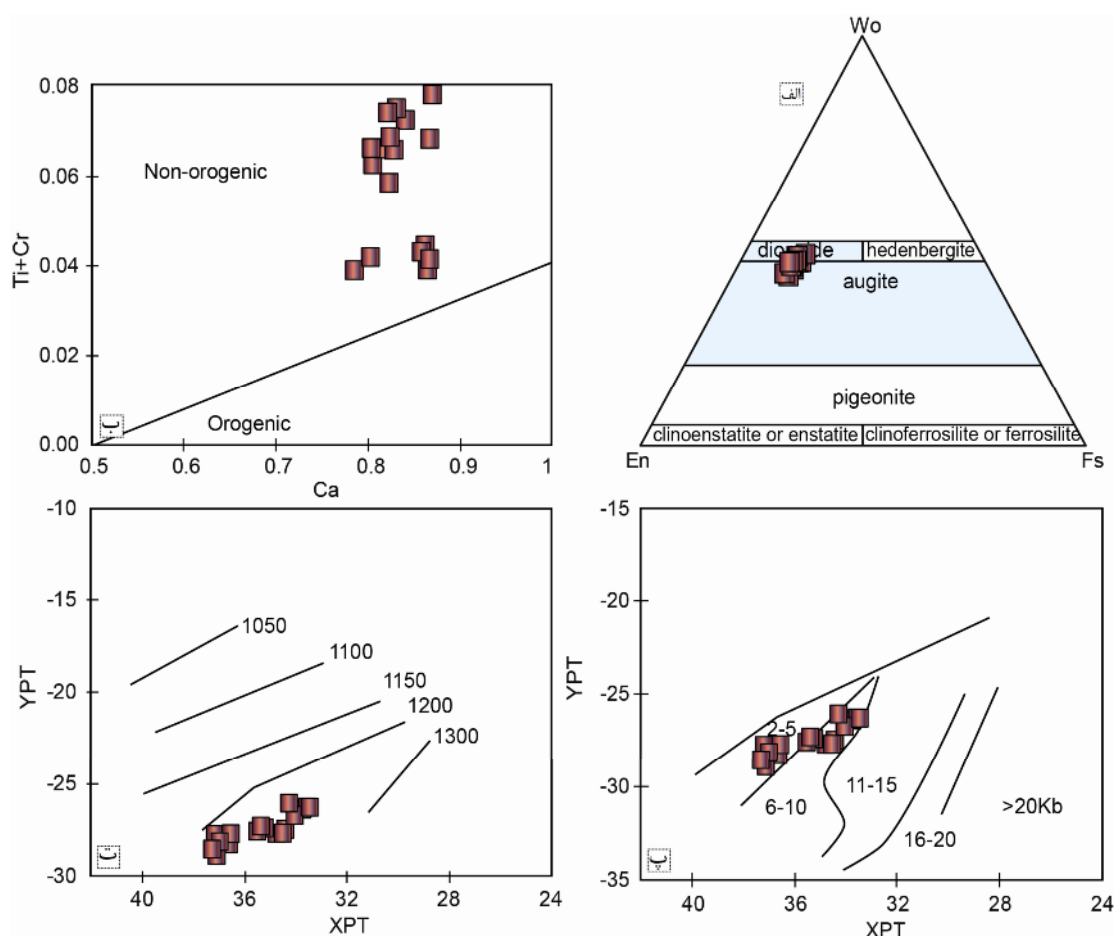 0.08
0.06
0.04
0.02
0.00
Ti+Cr
Non-orogenic
Orogenic
ب
0.5
0.6
0.7
0.8
0.9
1
Ca
Wo
الف
diopside hedenbergite
augite
pigeonite
clinoenstatite or enstatite clinoferrosilite or ferrosilite
En Fs
-10
-15
-20
-25
-30
YPT
1050
1100
1150
1200
1300
ت
40 36 32 28 24
XPT
-15
-20
-25
-30
-35
YPT
2-5
6-10
11-15
16-20
>20Kb
پ
40 36 32 28 24
XPT